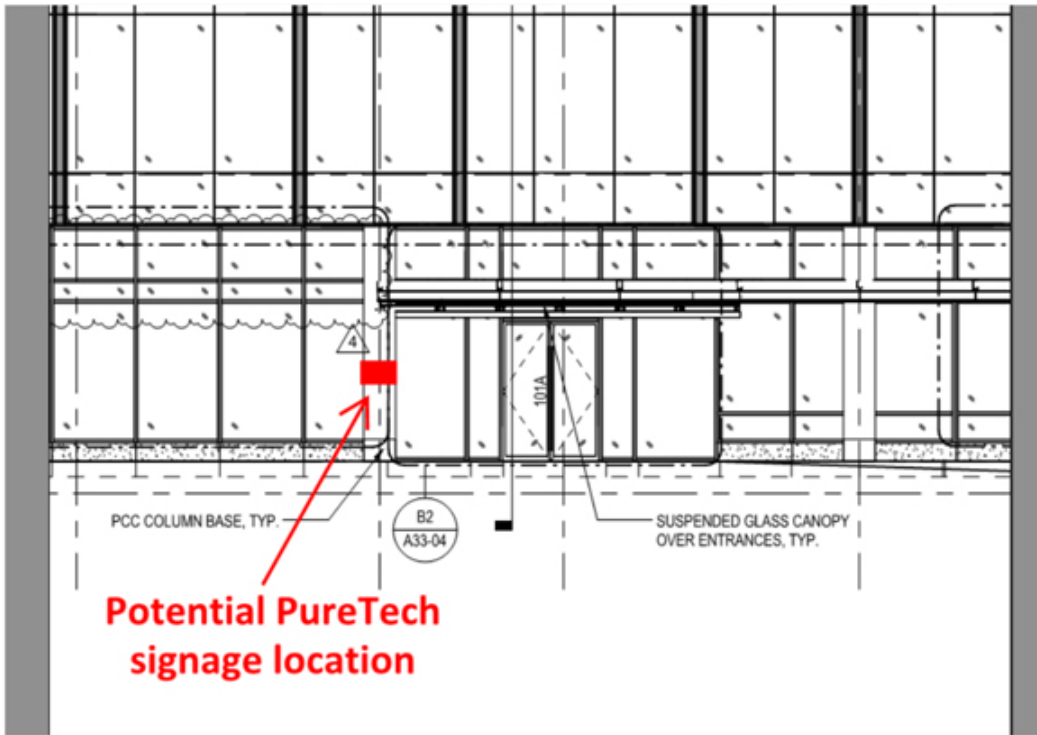 4
101A
PCC COLUMN BASE, TYP.
B2
A33-04
SUSPENDED GLASS CANOPY
OVER ENTRANCES, TYP.
Potential PureTech
signage location